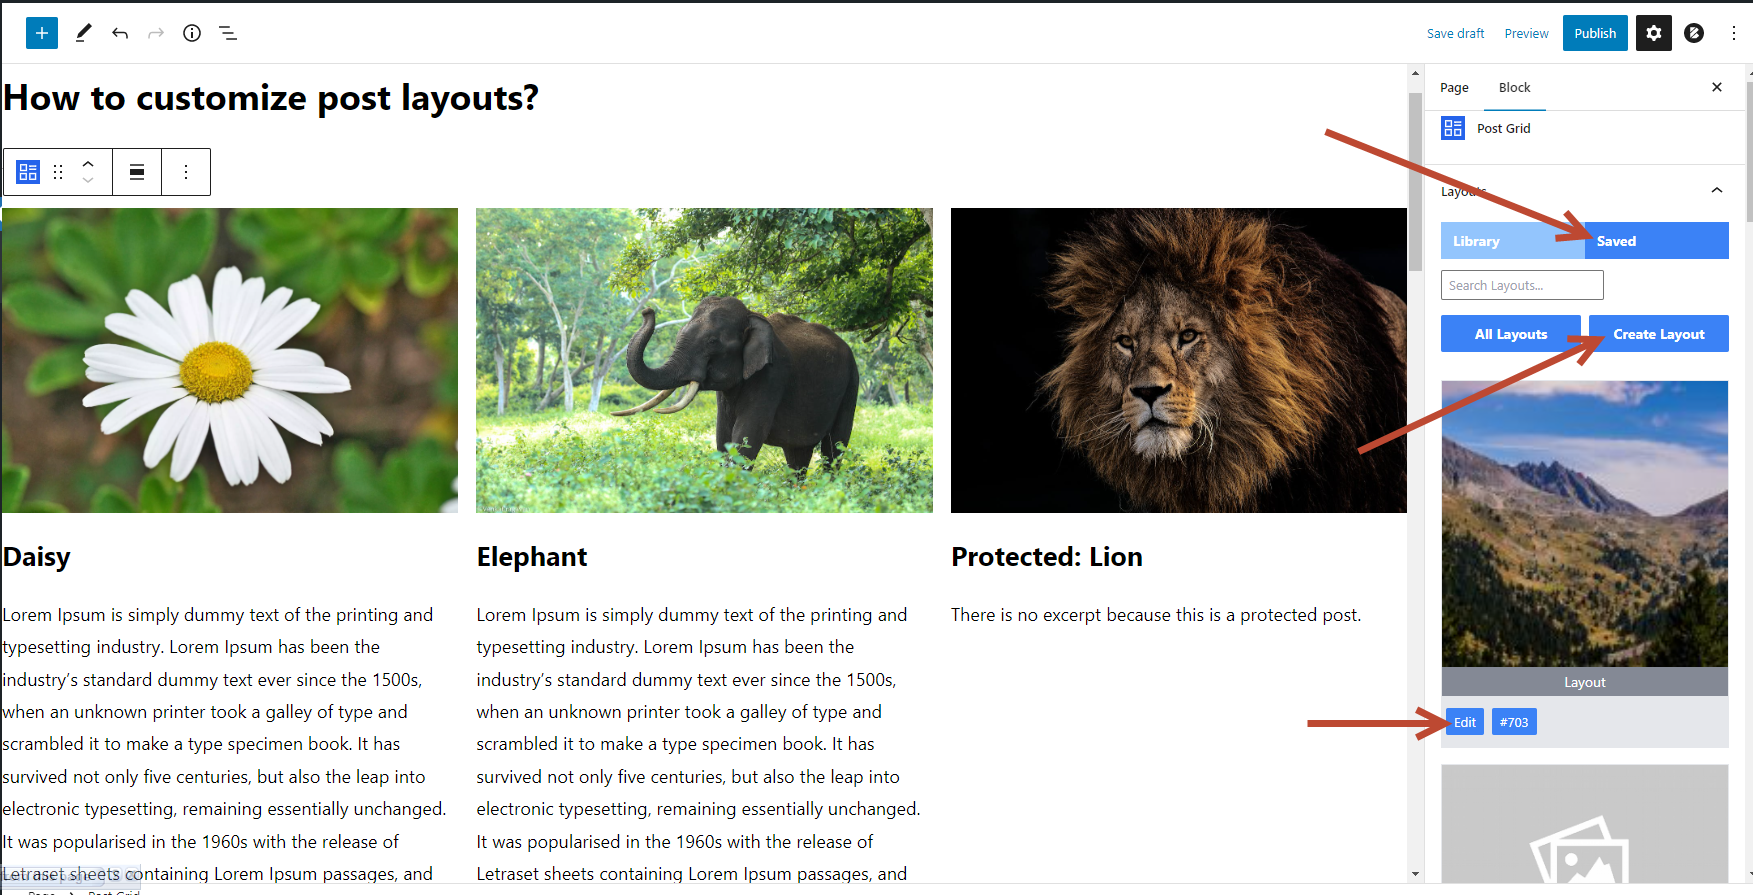 Save draft
Preview
Publish
How to customize post layouts?
Page
Block
Post Grid
Layouts
Library
Saved
Search Layouts...
All Layouts
Create Layout
Layout
Edit
#703
Daisy
Lorem Ipsum is simply dummy text of the printing and
typesetting industry. Lorem Ipsum has been the
industry’s standard dummy text ever since the 1500s,
when an unknown printer took a galley of type and
scrambled it to make a type specimen book. It has
survived not only five centuries, but also the leap into
electronic typesetting, remaining essentially unchanged.
It was popularised in the 1960s with the release of
Letraset sheets containing Lorem Ipsum passages, and
Elephant
Lorem Ipsum is simply dummy text of the printing and
typesetting industry. Lorem Ipsum has been the
industry’s standard dummy text ever since the 1500s,
when an unknown printer took a galley of type and
scrambled it to make a type specimen book. It has
survived not only five centuries, but also the leap into
electronic typesetting, remaining essentially unchanged.
It was popularised in the 1960s with the release of
Letraset sheets containing Lorem Ipsum passages, and
Protected: Lion
There is no excerpt because this is a protected post.
Page
Post Grid